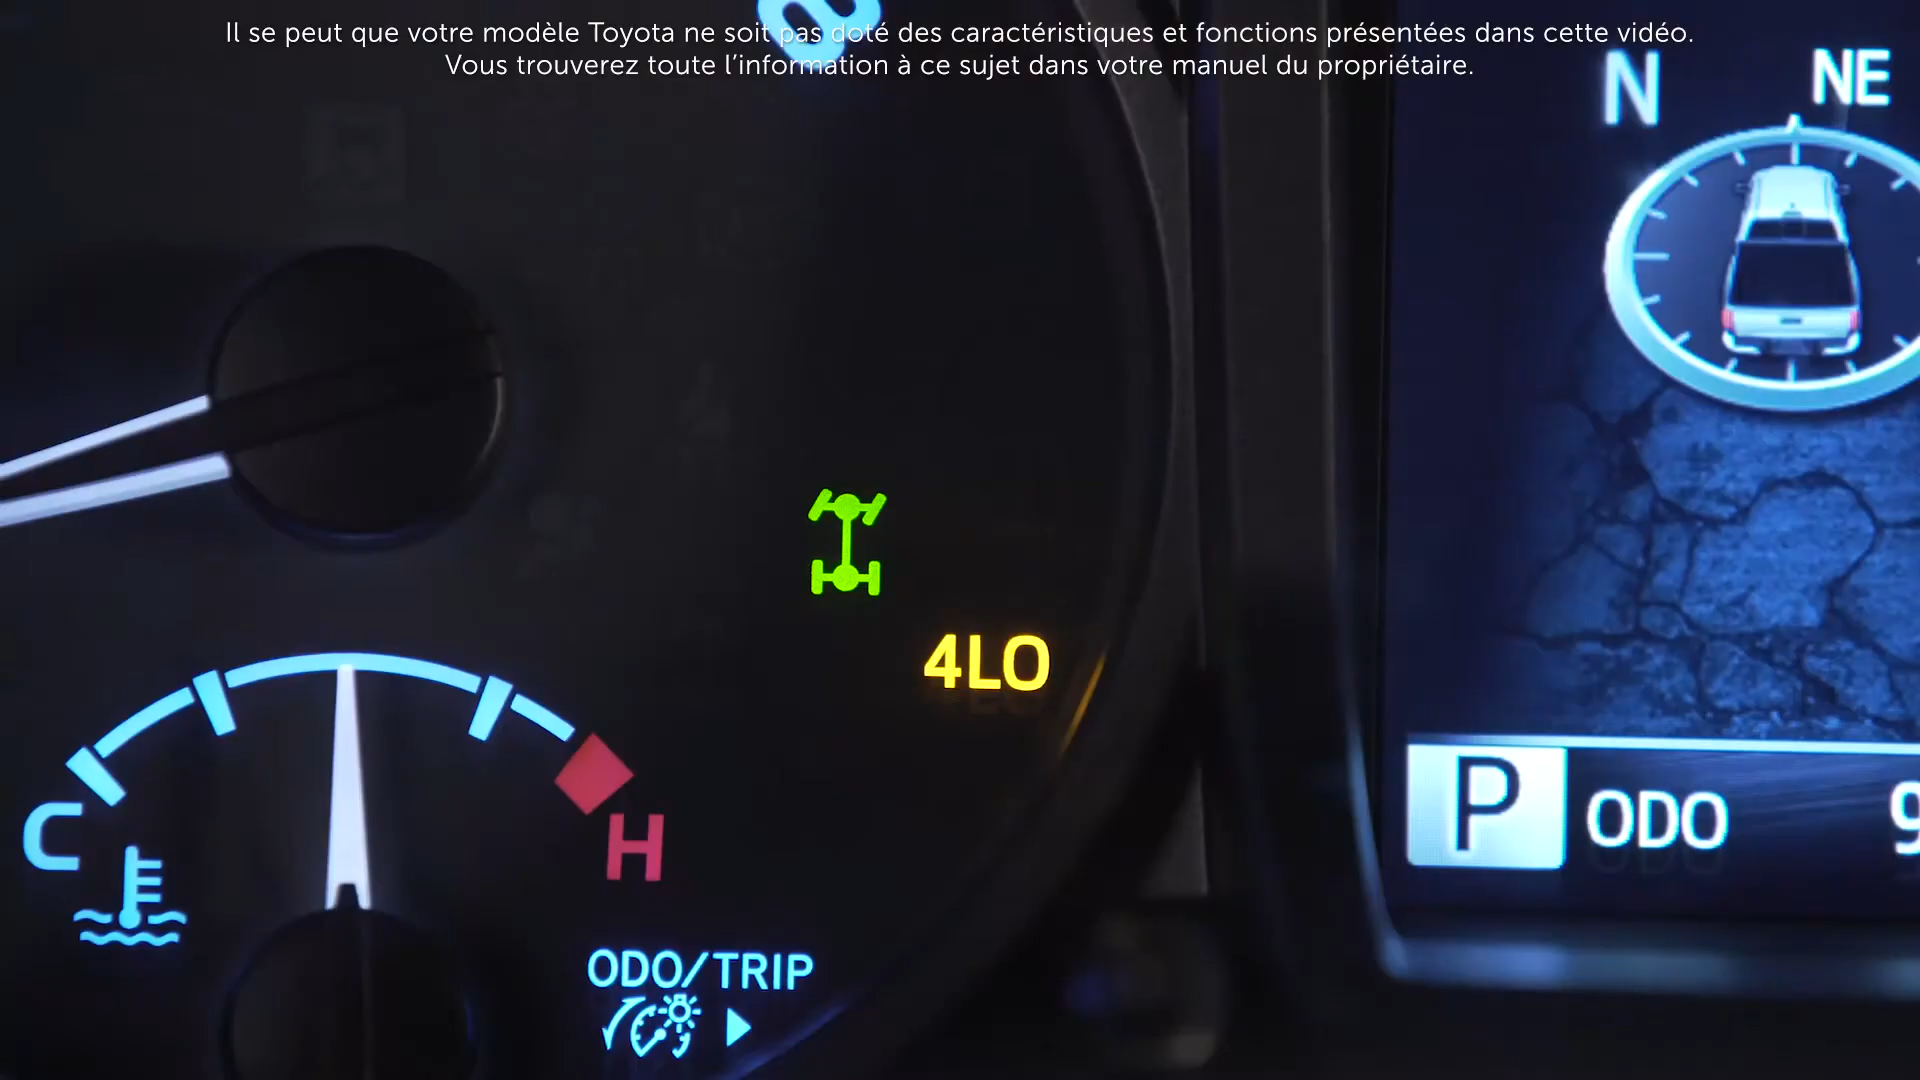 Il se peut que votre modèle Toyota ne soit pas doté des caractéristiques et fonctions présentées dans cette vidéo.
Vous trouverez toute l’information à ce sujet dans votre manuel du propriétaire.
N NE
4LO
C
H
P ODO 9
ODO/TRIP